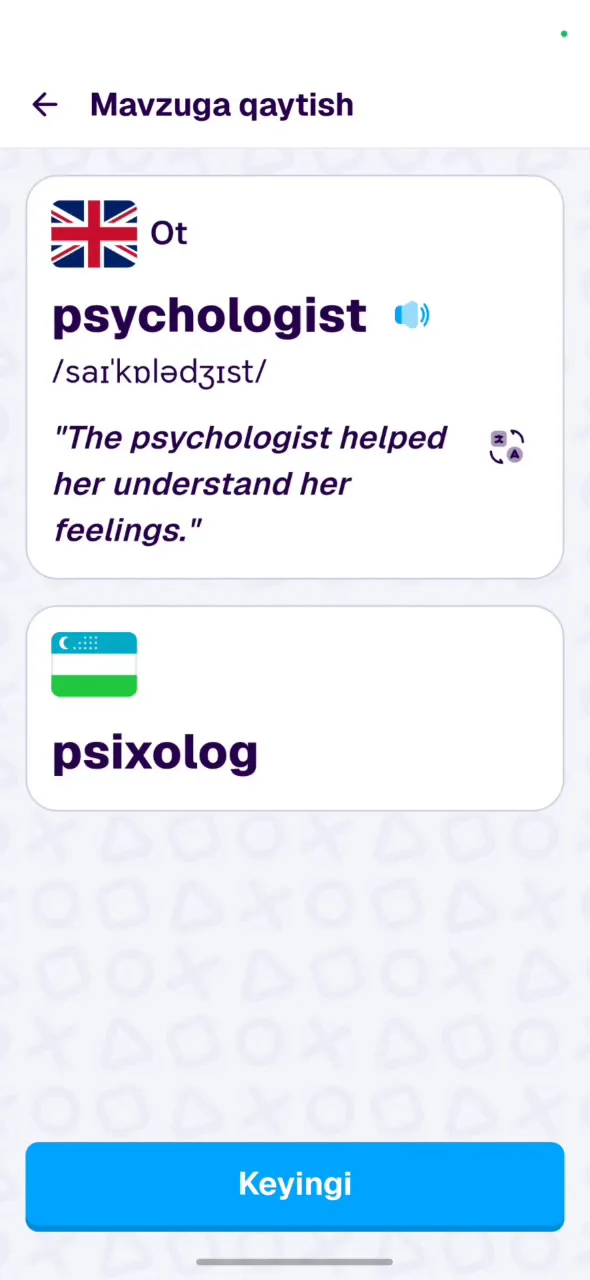 Mavzuga qaytish
Ot
psychologist
/saɪˈkɒlədʒɪst/
"The psychologist helped
her understand her
feelings."
psixolog
Keyingi